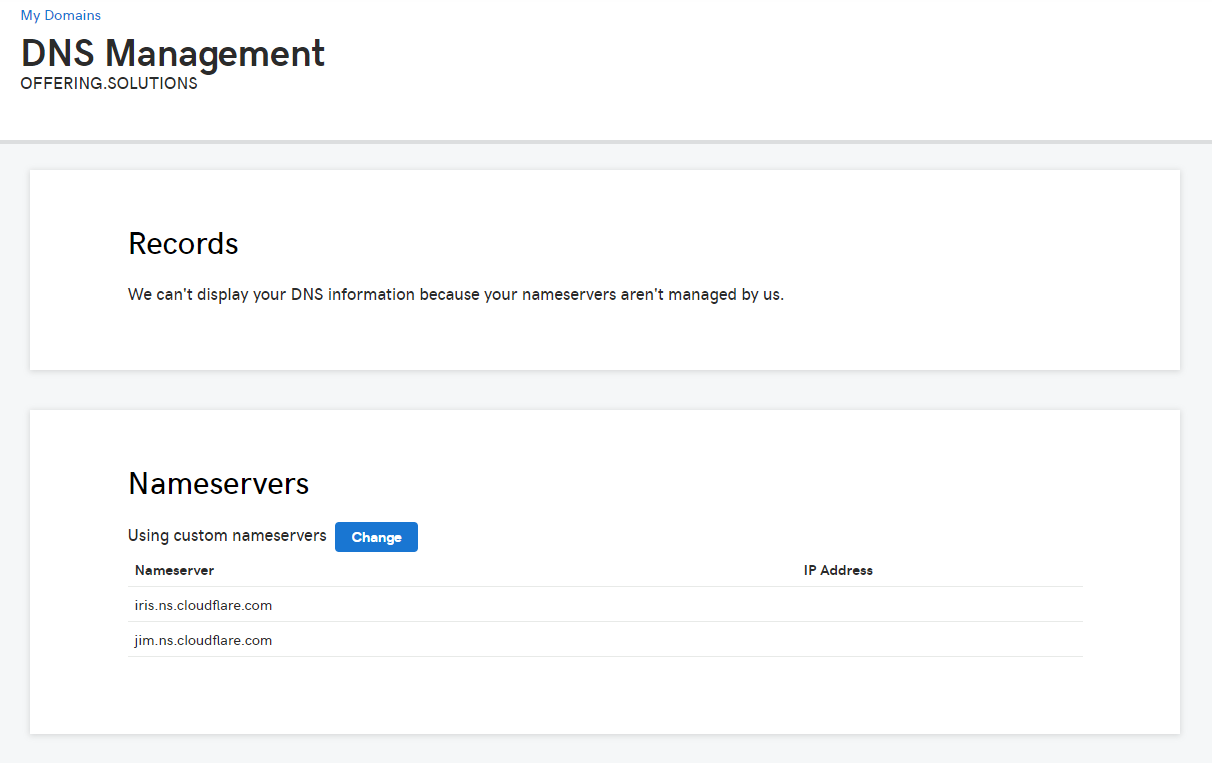 My Domains
DNS Management
OFFERING.SOLUTIONS
Records
We can't display your DNS information because your nameservers aren't managed by us.
Nameservers
Using custom nameservers Change
Nameserver IP Address
iris.ns.cloudflare.com
jim.ns.cloudflare.com